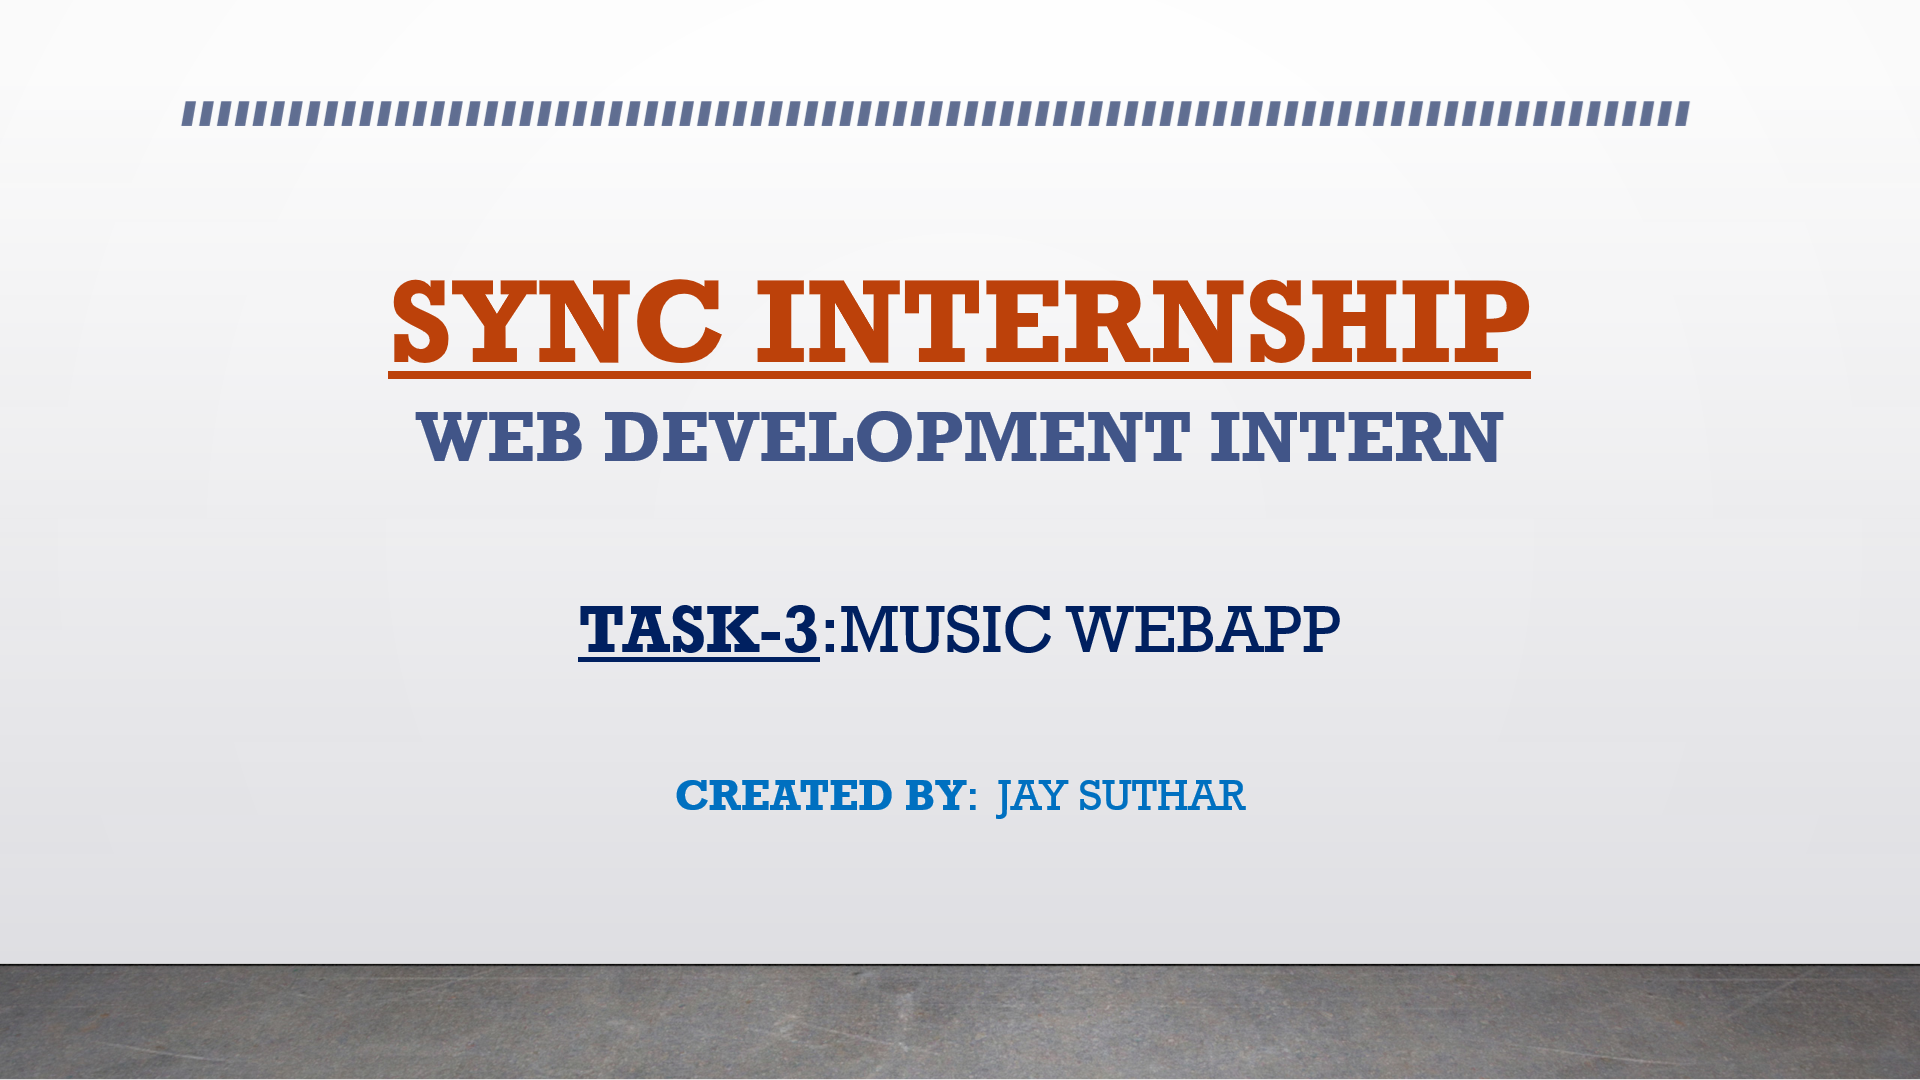 SYNC INTERNSHIP
WEB DEVELOPMENT INTERN
TASK-3:MUSIC WEBAPP
CREATED BY: JAY SUTHAR